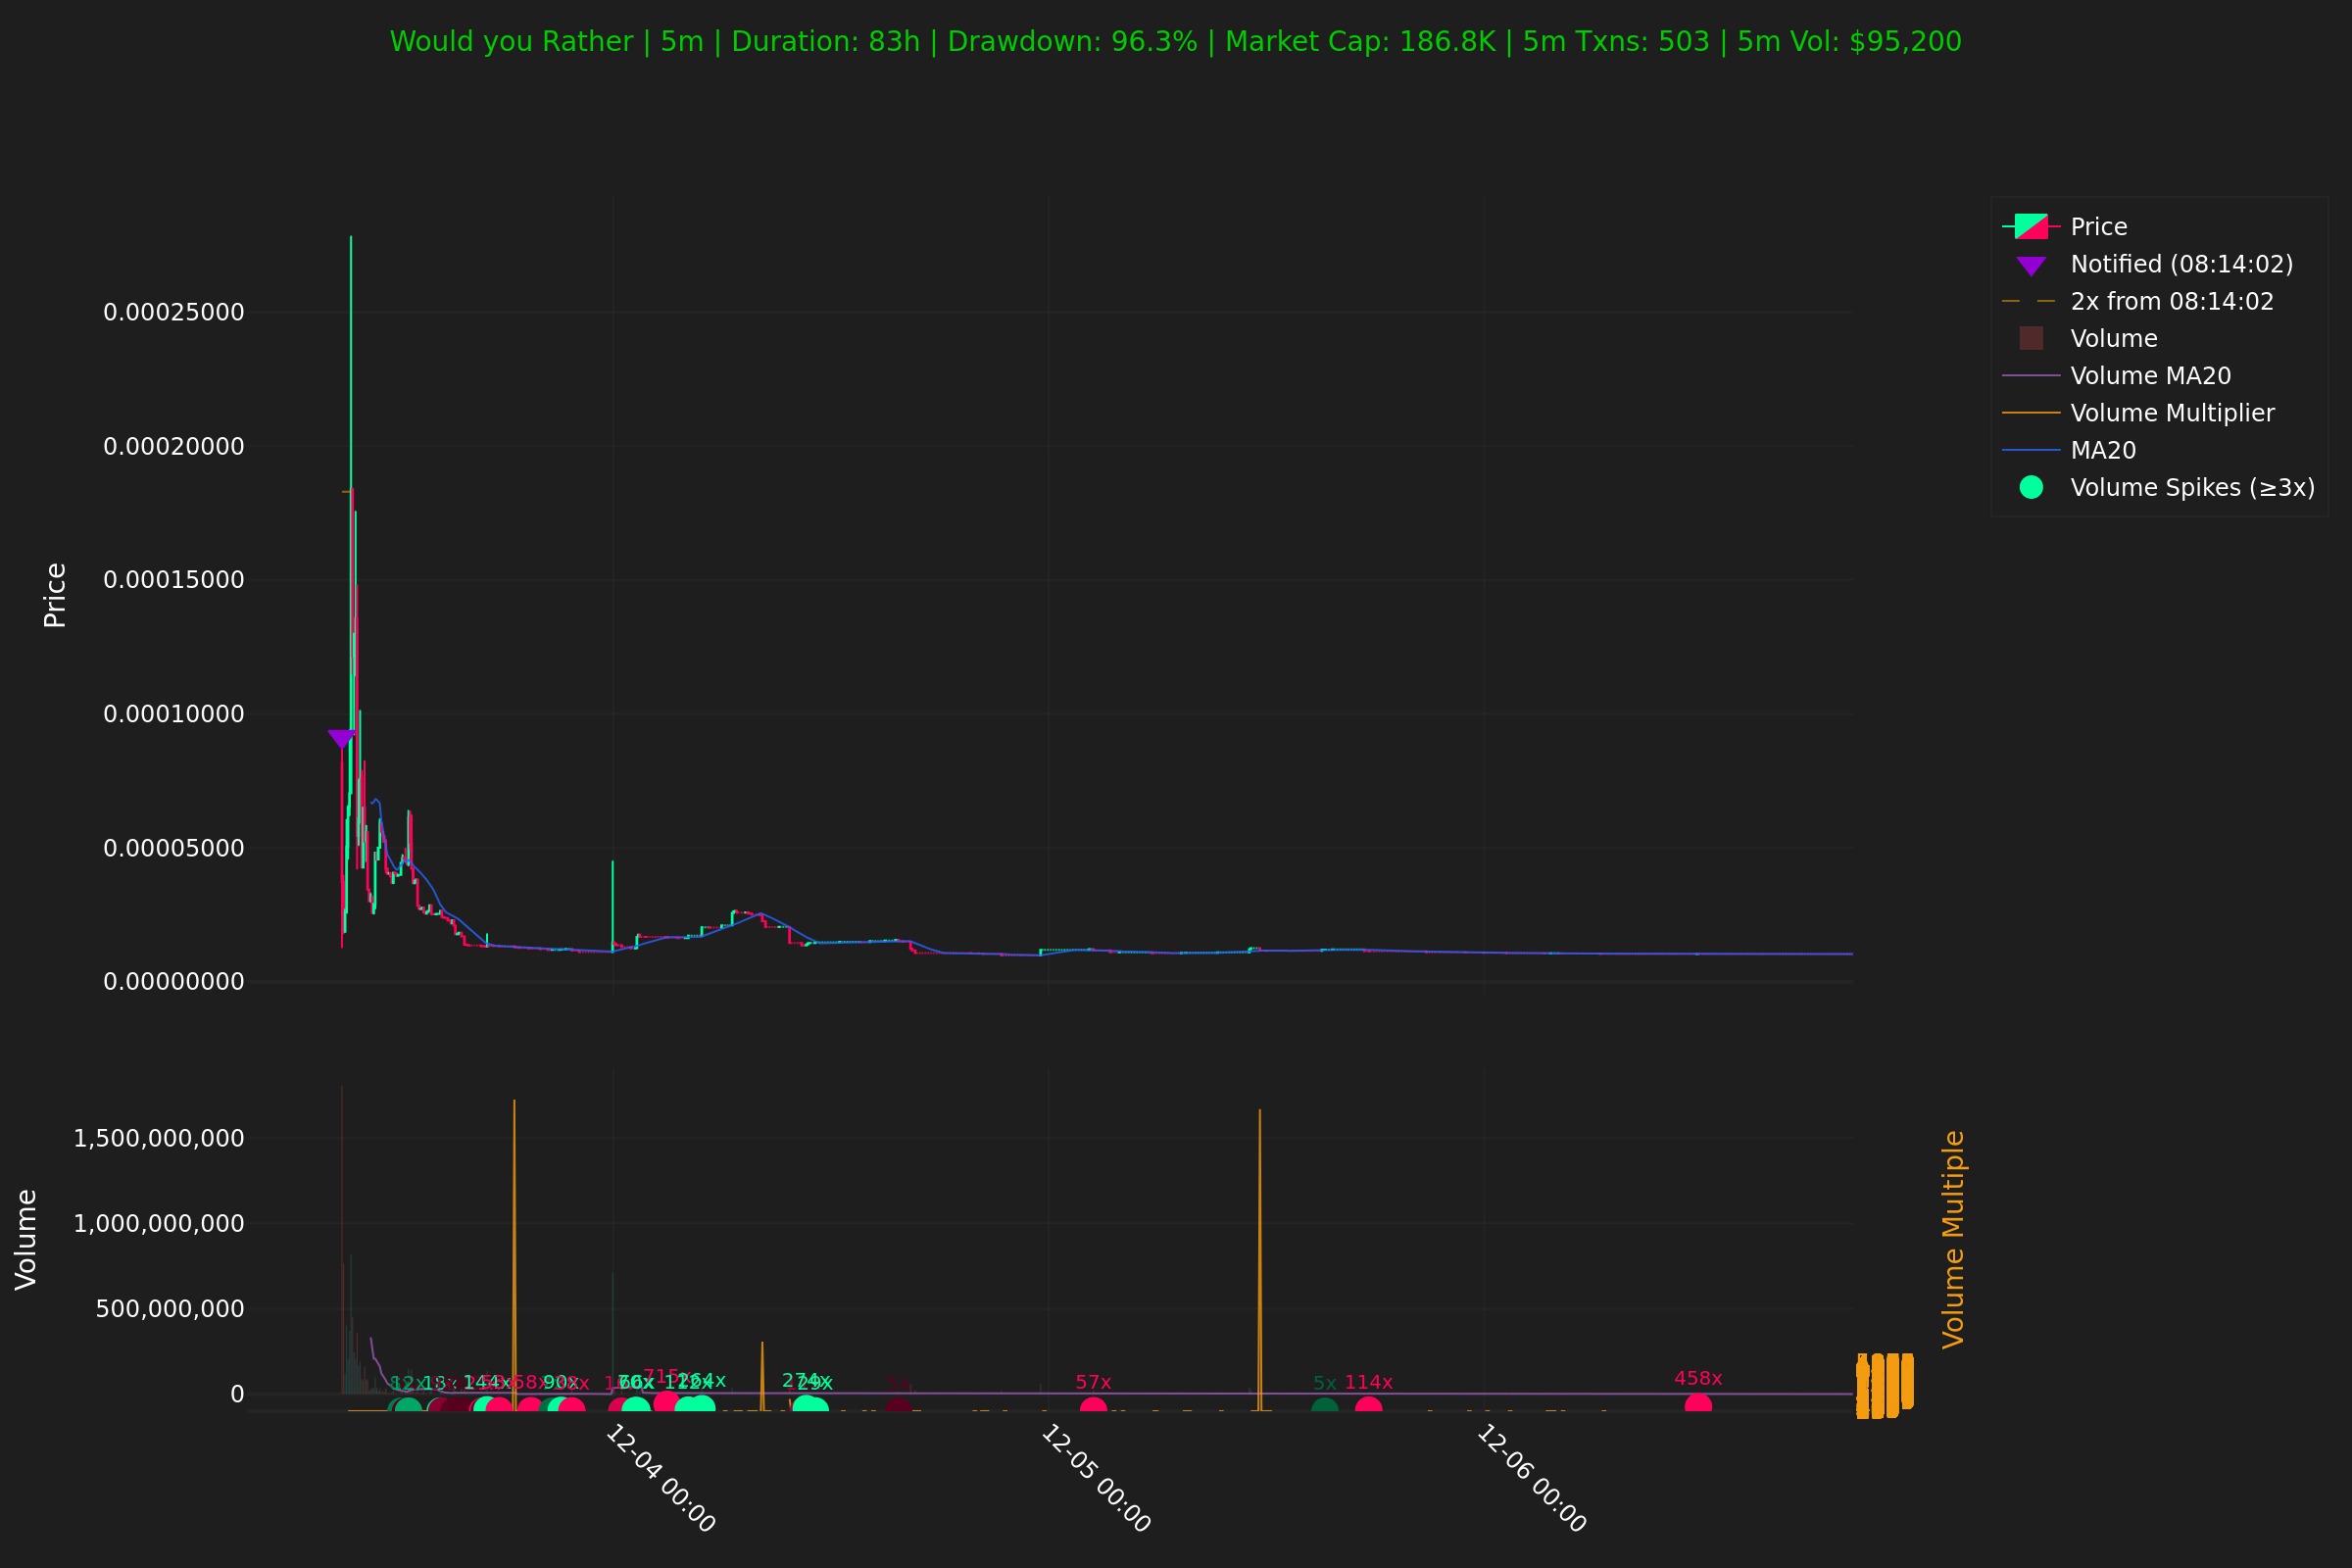 Would you Rather | 5m | Duration: 83h | Drawdown: 96.3% | Market Cap: 186.8K | 5m Txns: 503 | 5m Vol: $95,200
Price
Notified (08:14:02)
2x from 08:14:02
Volume
Volume MA20
Volume Multiplier
MA20
Volume Spikes (≥3x)
Price
0.00025000
0.00020000
0.00015000
0.00010000
0.00005000
0.00000000
Volume
1,500,000,000
1,000,000,000
500,000,000
0
144x
264x
274x
29x
57x
5x
114x
458x
12-04 00:00
12-05 00:00
12-06 00:00
Volume Multiple